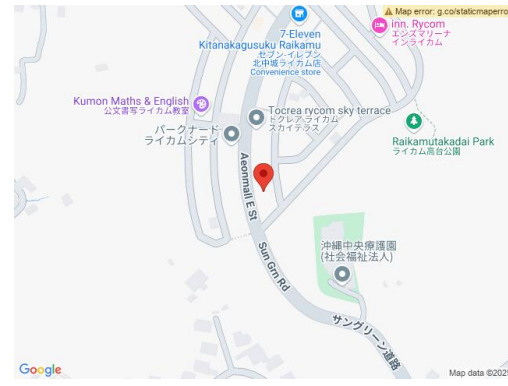 Map error: g.co/staticmaperro
inn. Rycom
エンズマリーナ
インライカム
7-Eleven
Kitanakagusuku Raikamu
セブン-イレブン
北中城ライカム店
Convenience store
Kumon Maths & English
公文書写ライカム教室
Tocrea rycom sky terrace
トクレア ライカム
スカイテラス
パークナード
ライカムシティ
Raikamutakadai Park
ライカム高台公園
Aeonmall E St
Sun Grn Rd
沖縄中央療護園
(社会福祉法人)
サングリーン道路
Google
Map data ©2025